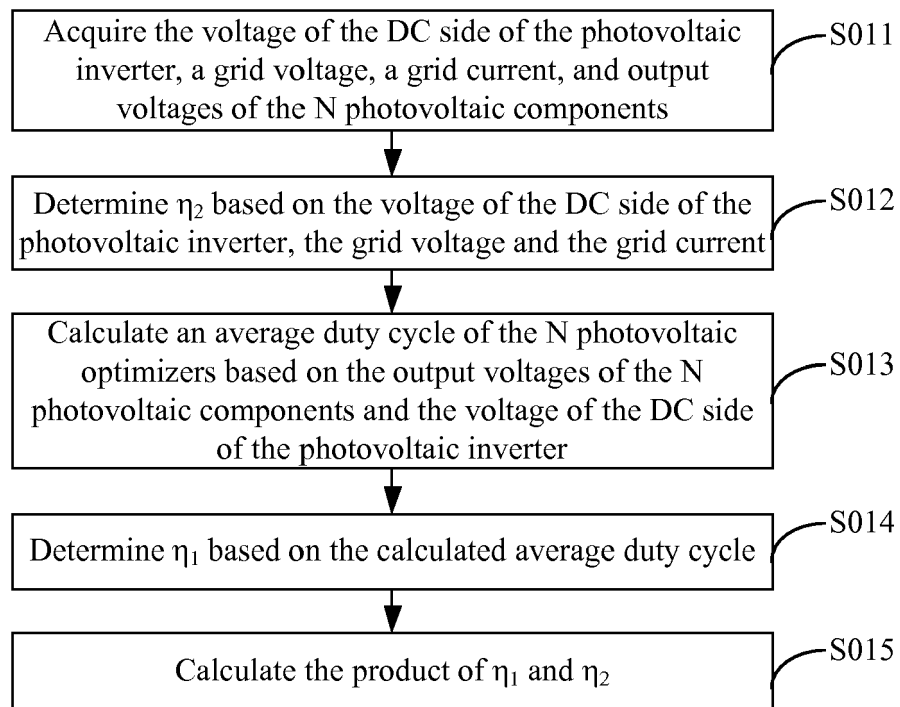 Acquire the voltage of the DC side of the photovoltaic
inverter, a grid voltage, a grid current, and output
voltages of the N photovoltaic components
S011
Determine η₂ based on the voltage of the DC side of the
photovoltaic inverter, the grid voltage and the grid current
S012
Calculate an average duty cycle of the N photovoltaic
optimizers based on the output voltages of the N
photovoltaic components and the voltage of the DC side
of the photovoltaic inverter
S013
Determine η₁ based on the calculated average duty cycle
S014
Calculate the product of η₁ and η₂
S015